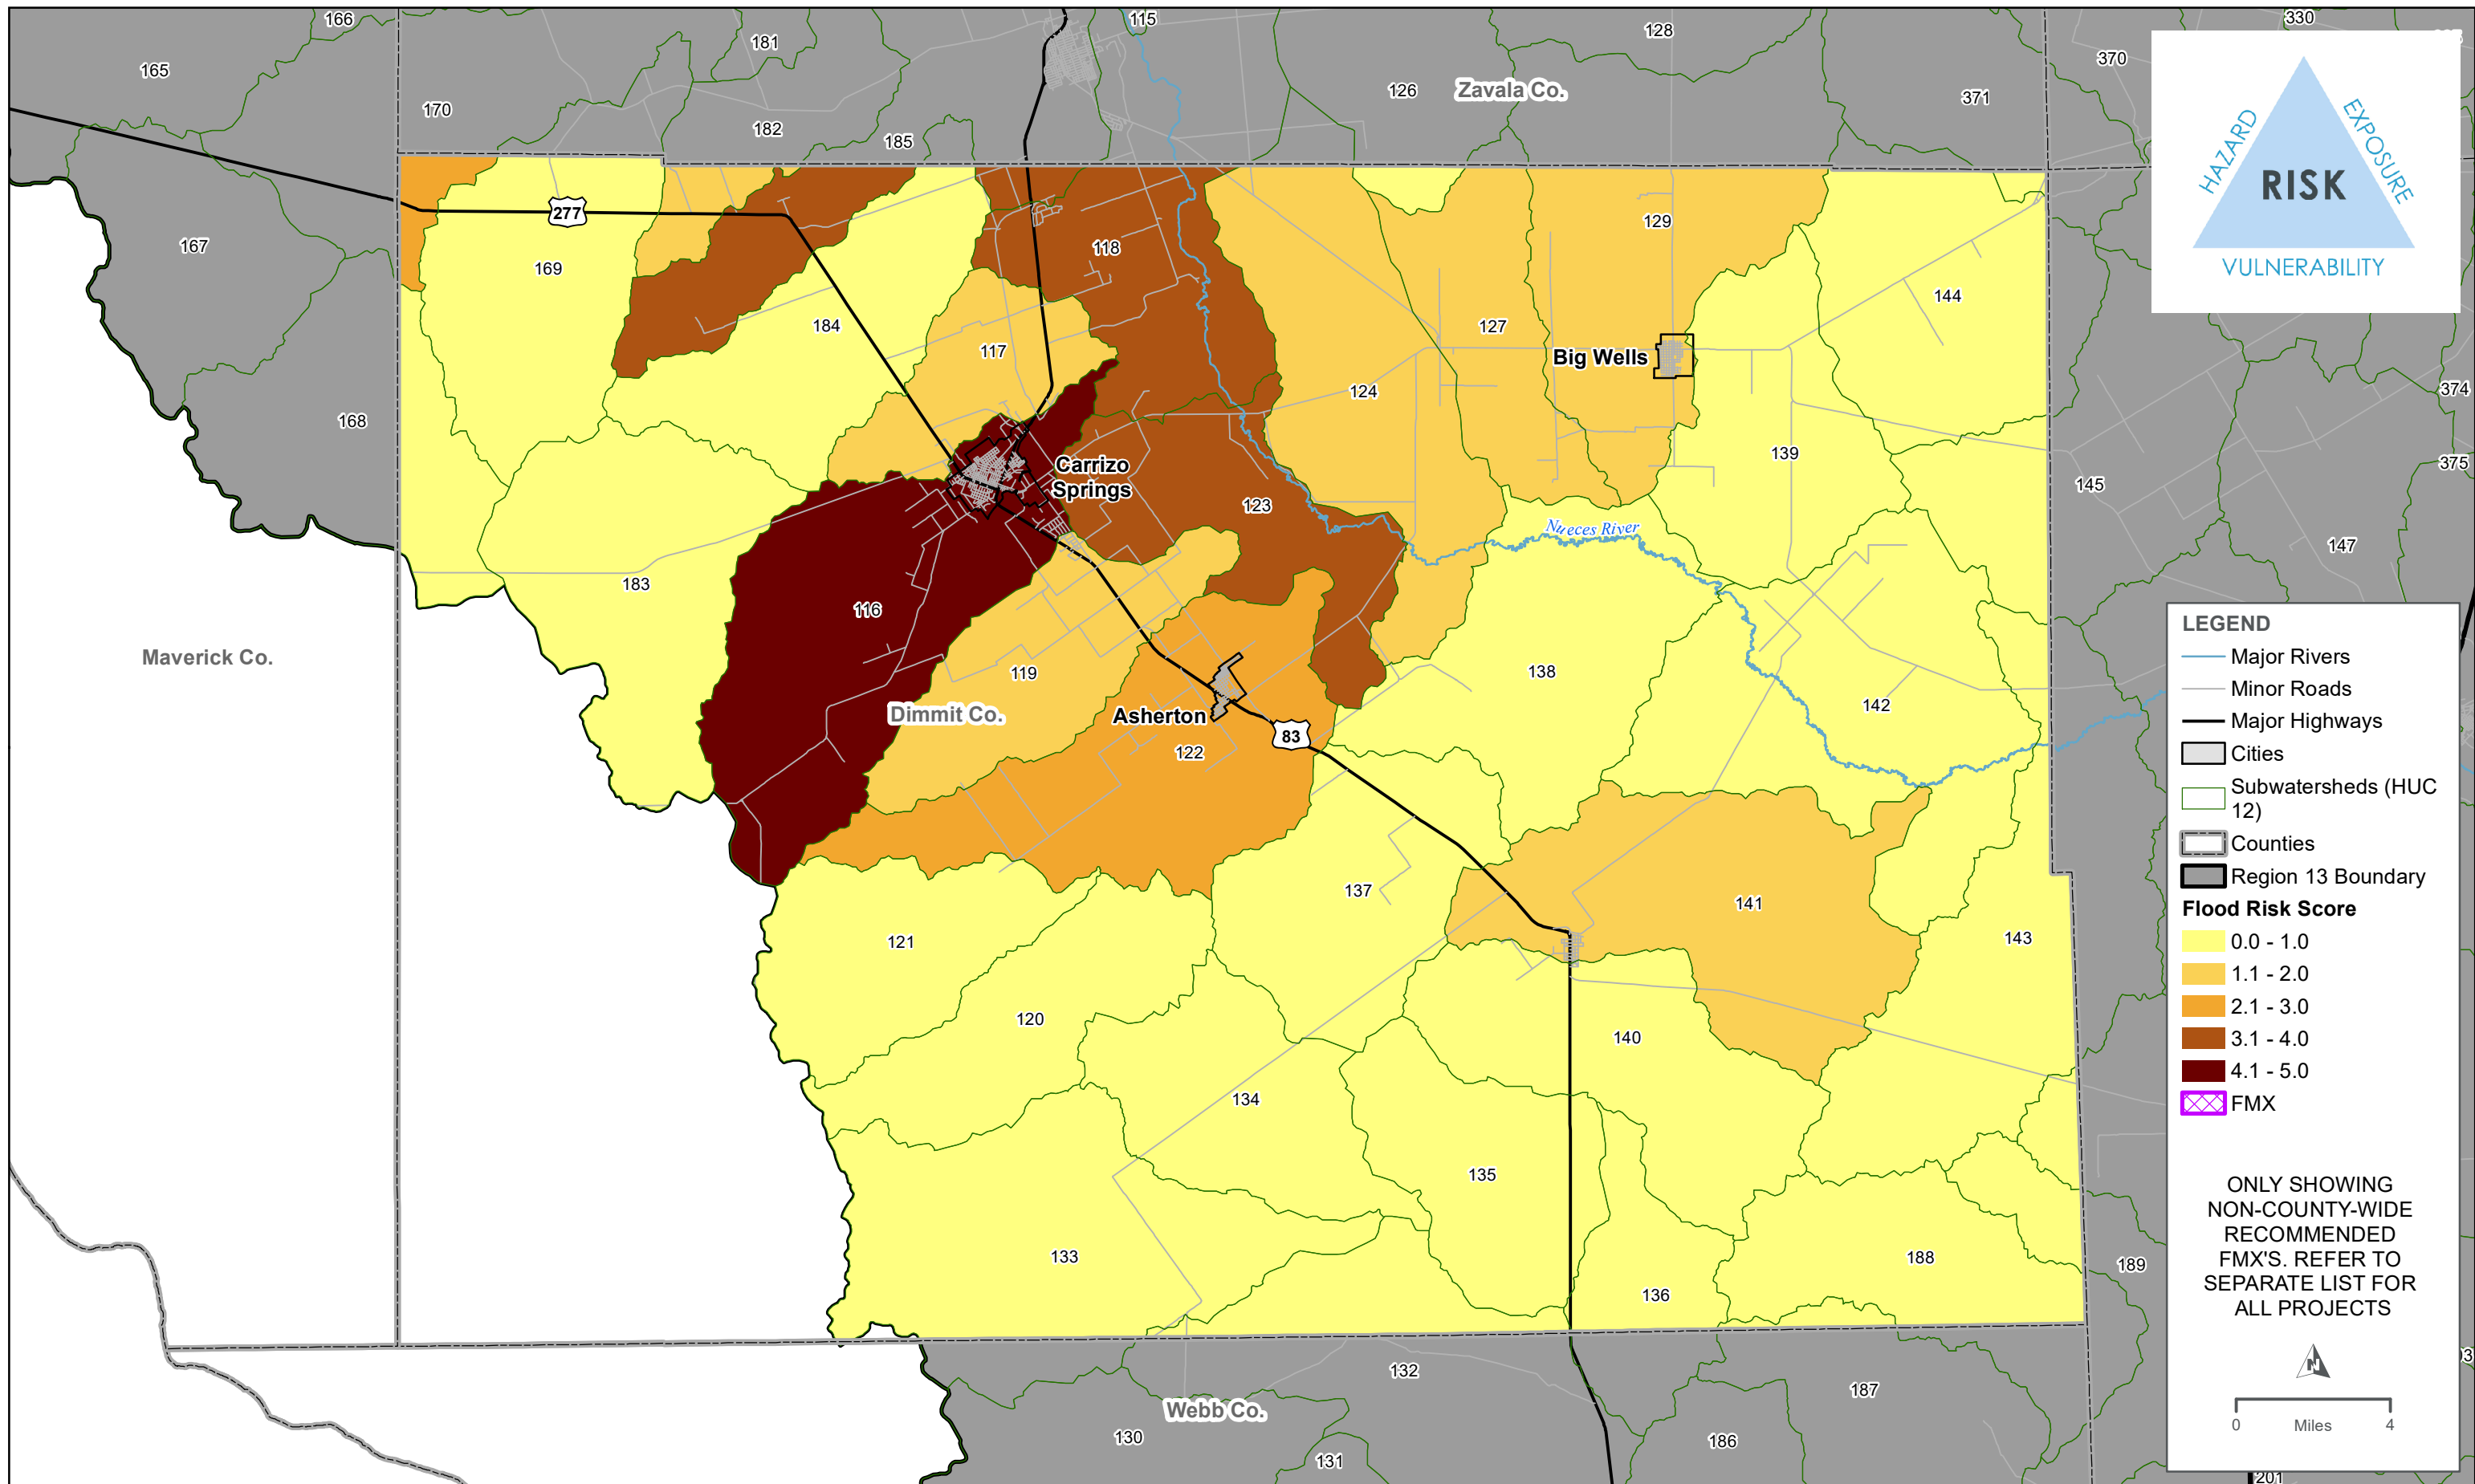 166
115
330
181
128
165
370
126
Zavala Co.
371
170
182
185
HAZARD
EXPOSURE
RISK
VULNERABILITY
277
129
118
167
169
144
184
127
117
Big Wells
124
374
168
139
Carrizo
Springs
375
145
123
Nueces River
147
183
116
Maverick Co.
119
138
Dimmit Co.
Asherton
142
83
122
137
141
121
143
120
140
134
135
133
188
189
136
132
187
Webb Co.
130
186
131
201
LEGEND
Major Rivers
Minor Roads
Major Highways
Cities
Subwatersheds (HUC
12)
Counties
Region 13 Boundary
Flood Risk Score
0.0 - 1.0
1.1 - 2.0
2.1 - 3.0
3.1 - 4.0
4.1 - 5.0
FMX
ONLY SHOWING
NON-COUNTY-WIDE
RECOMMENDED
FMX'S. REFER TO
SEPARATE LIST FOR
ALL PROJECTS
N
0 Miles 4